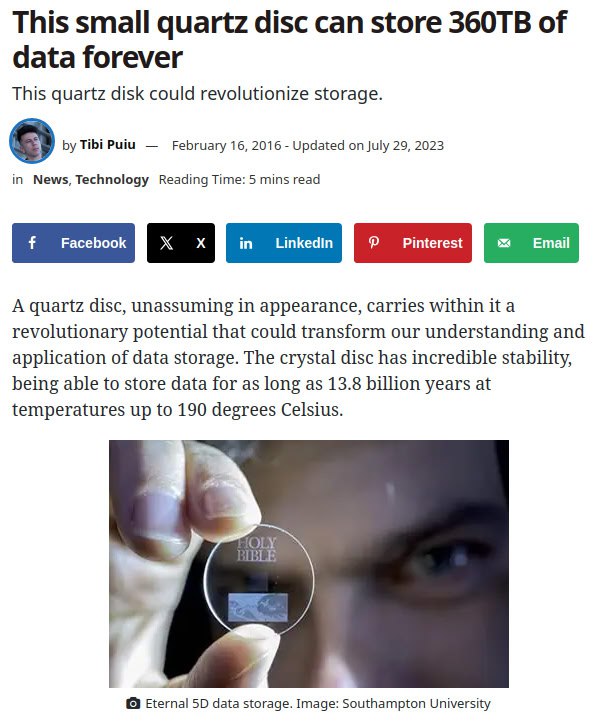 This small quartz disc can store 360TB of
data forever
This quartz disk could revolutionize storage.
by Tibi Puiu — February 16, 2016 - Updated on July 29, 2023
in News, Technology Reading Time: 5 mins read
Facebook X LinkedIn Pinterest Email
A quartz disc, unassuming in appearance, carries within it a
revolutionary potential that could transform our understanding and
application of data storage. The crystal disc has incredible stability,
being able to store data for as long as 13.8 billion years at
temperatures up to 190 degrees Celsius.
HOLY
BIBLE
Eternal 5D data storage. Image: Southampton University